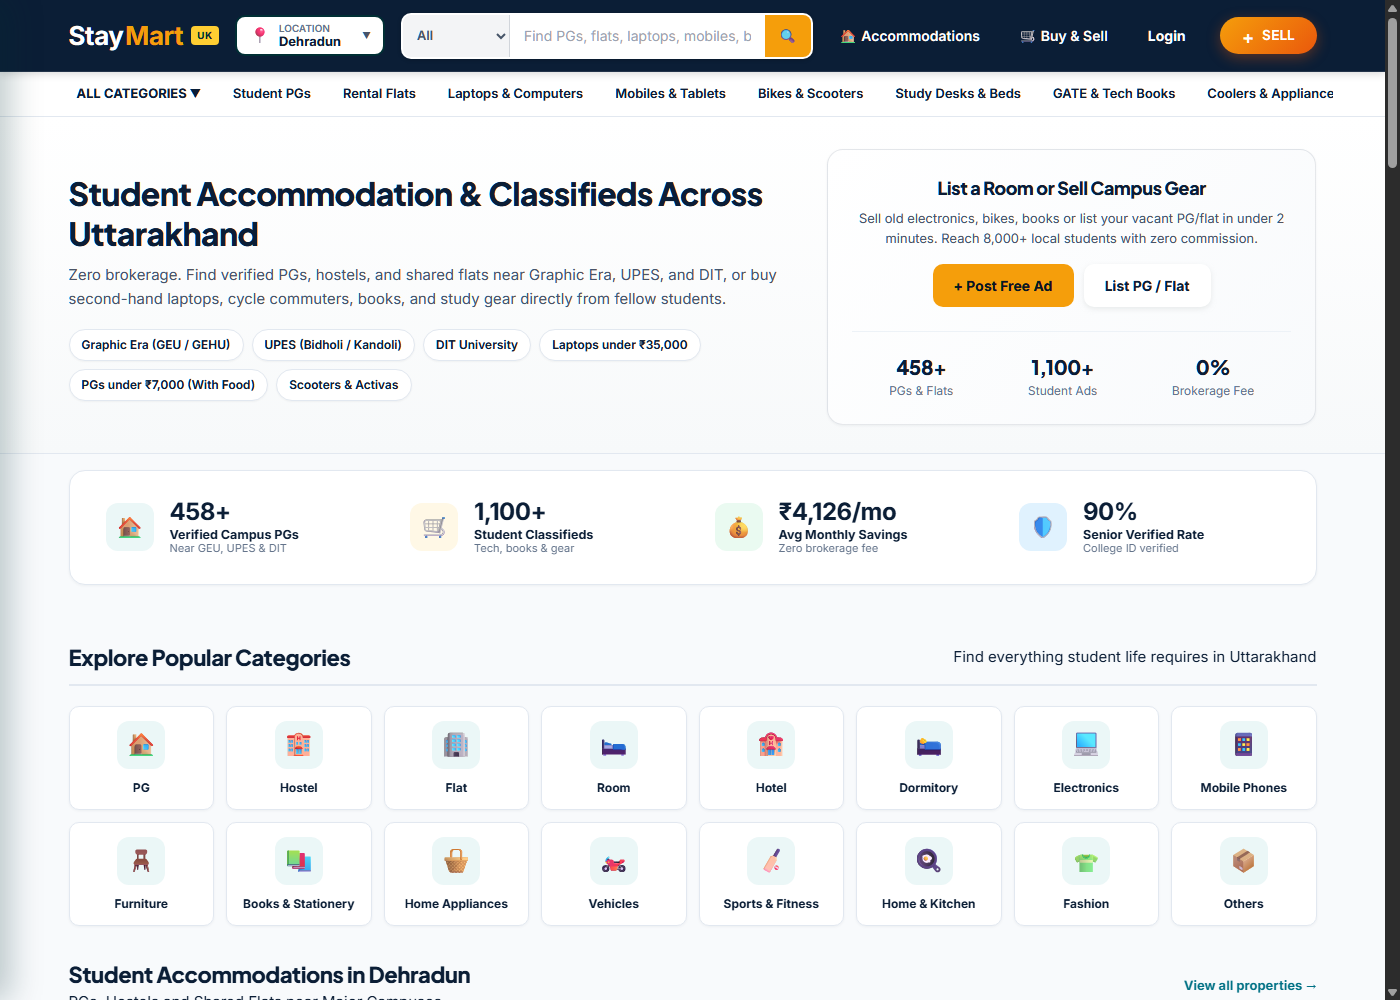 StayMart UK
LOCATION
Dehradun ▼
All
Find PGs, flats, laptops, mobiles, b
Accommodations
Buy & Sell
Login
+ SELL
ALL CATEGORIES ▼
Student PGs
Rental Flats
Laptops & Computers
Mobiles & Tablets
Bikes & Scooters
Study Desks & Beds
GATE & Tech Books
Coolers & Appliance
Student Accommodation & Classifieds Across
Uttarakhand
Zero brokerage. Find verified PGs, hostels, and shared flats near Graphic Era, UPES, and DIT, or buy
second-hand laptops, cycle commuters, books, and study gear directly from fellow students.
Graphic Era (GEU / GEHU)
UPES (Bidholi / Kandoli)
DIT University
Laptops under ₹35,000
PGs under ₹7,000 (With Food)
Scooters & Activas
List a Room or Sell Campus Gear
Sell old electronics, bikes, books or list your vacant PG/flat in under 2
minutes. Reach 8,000+ local students with zero commission.
+ Post Free Ad
List PG / Flat
458+
PGs & Flats
1,100+
Student Ads
0%
Brokerage Fee
458+
Verified Campus PGs
Near GEU, UPES & DIT
1,100+
Student Classifieds
Tech, books & gear
₹4,126/mo
Avg Monthly Savings
Zero brokerage fee
90%
Senior Verified Rate
College ID verified
Explore Popular Categories
Find everything student life requires in Uttarakhand
PG
Hostel
Flat
Room
Hotel
Dormitory
Electronics
Mobile Phones
Furniture
Books & Stationery
Home Appliances
Vehicles
Sports & Fitness
Home & Kitchen
Fashion
Others
Student Accommodations in Dehradun
View all properties →
PGs, Hostels and Shared Flats near Major Campuses